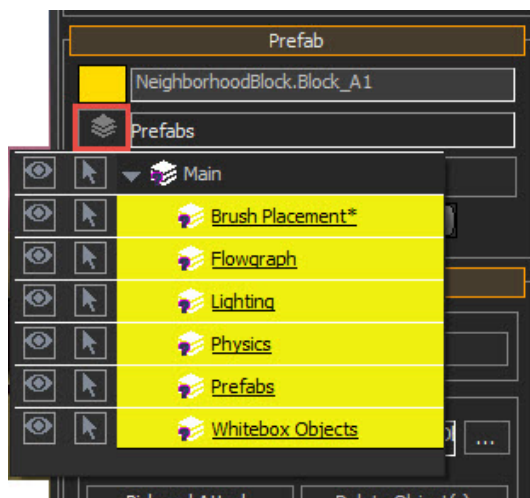 Prefab
NeighborhoodBlock.Block_A1
Prefabs
Main
Brush Placement*
Flowgraph
Lighting
Physics
Prefabs
Whitebox Objects
...